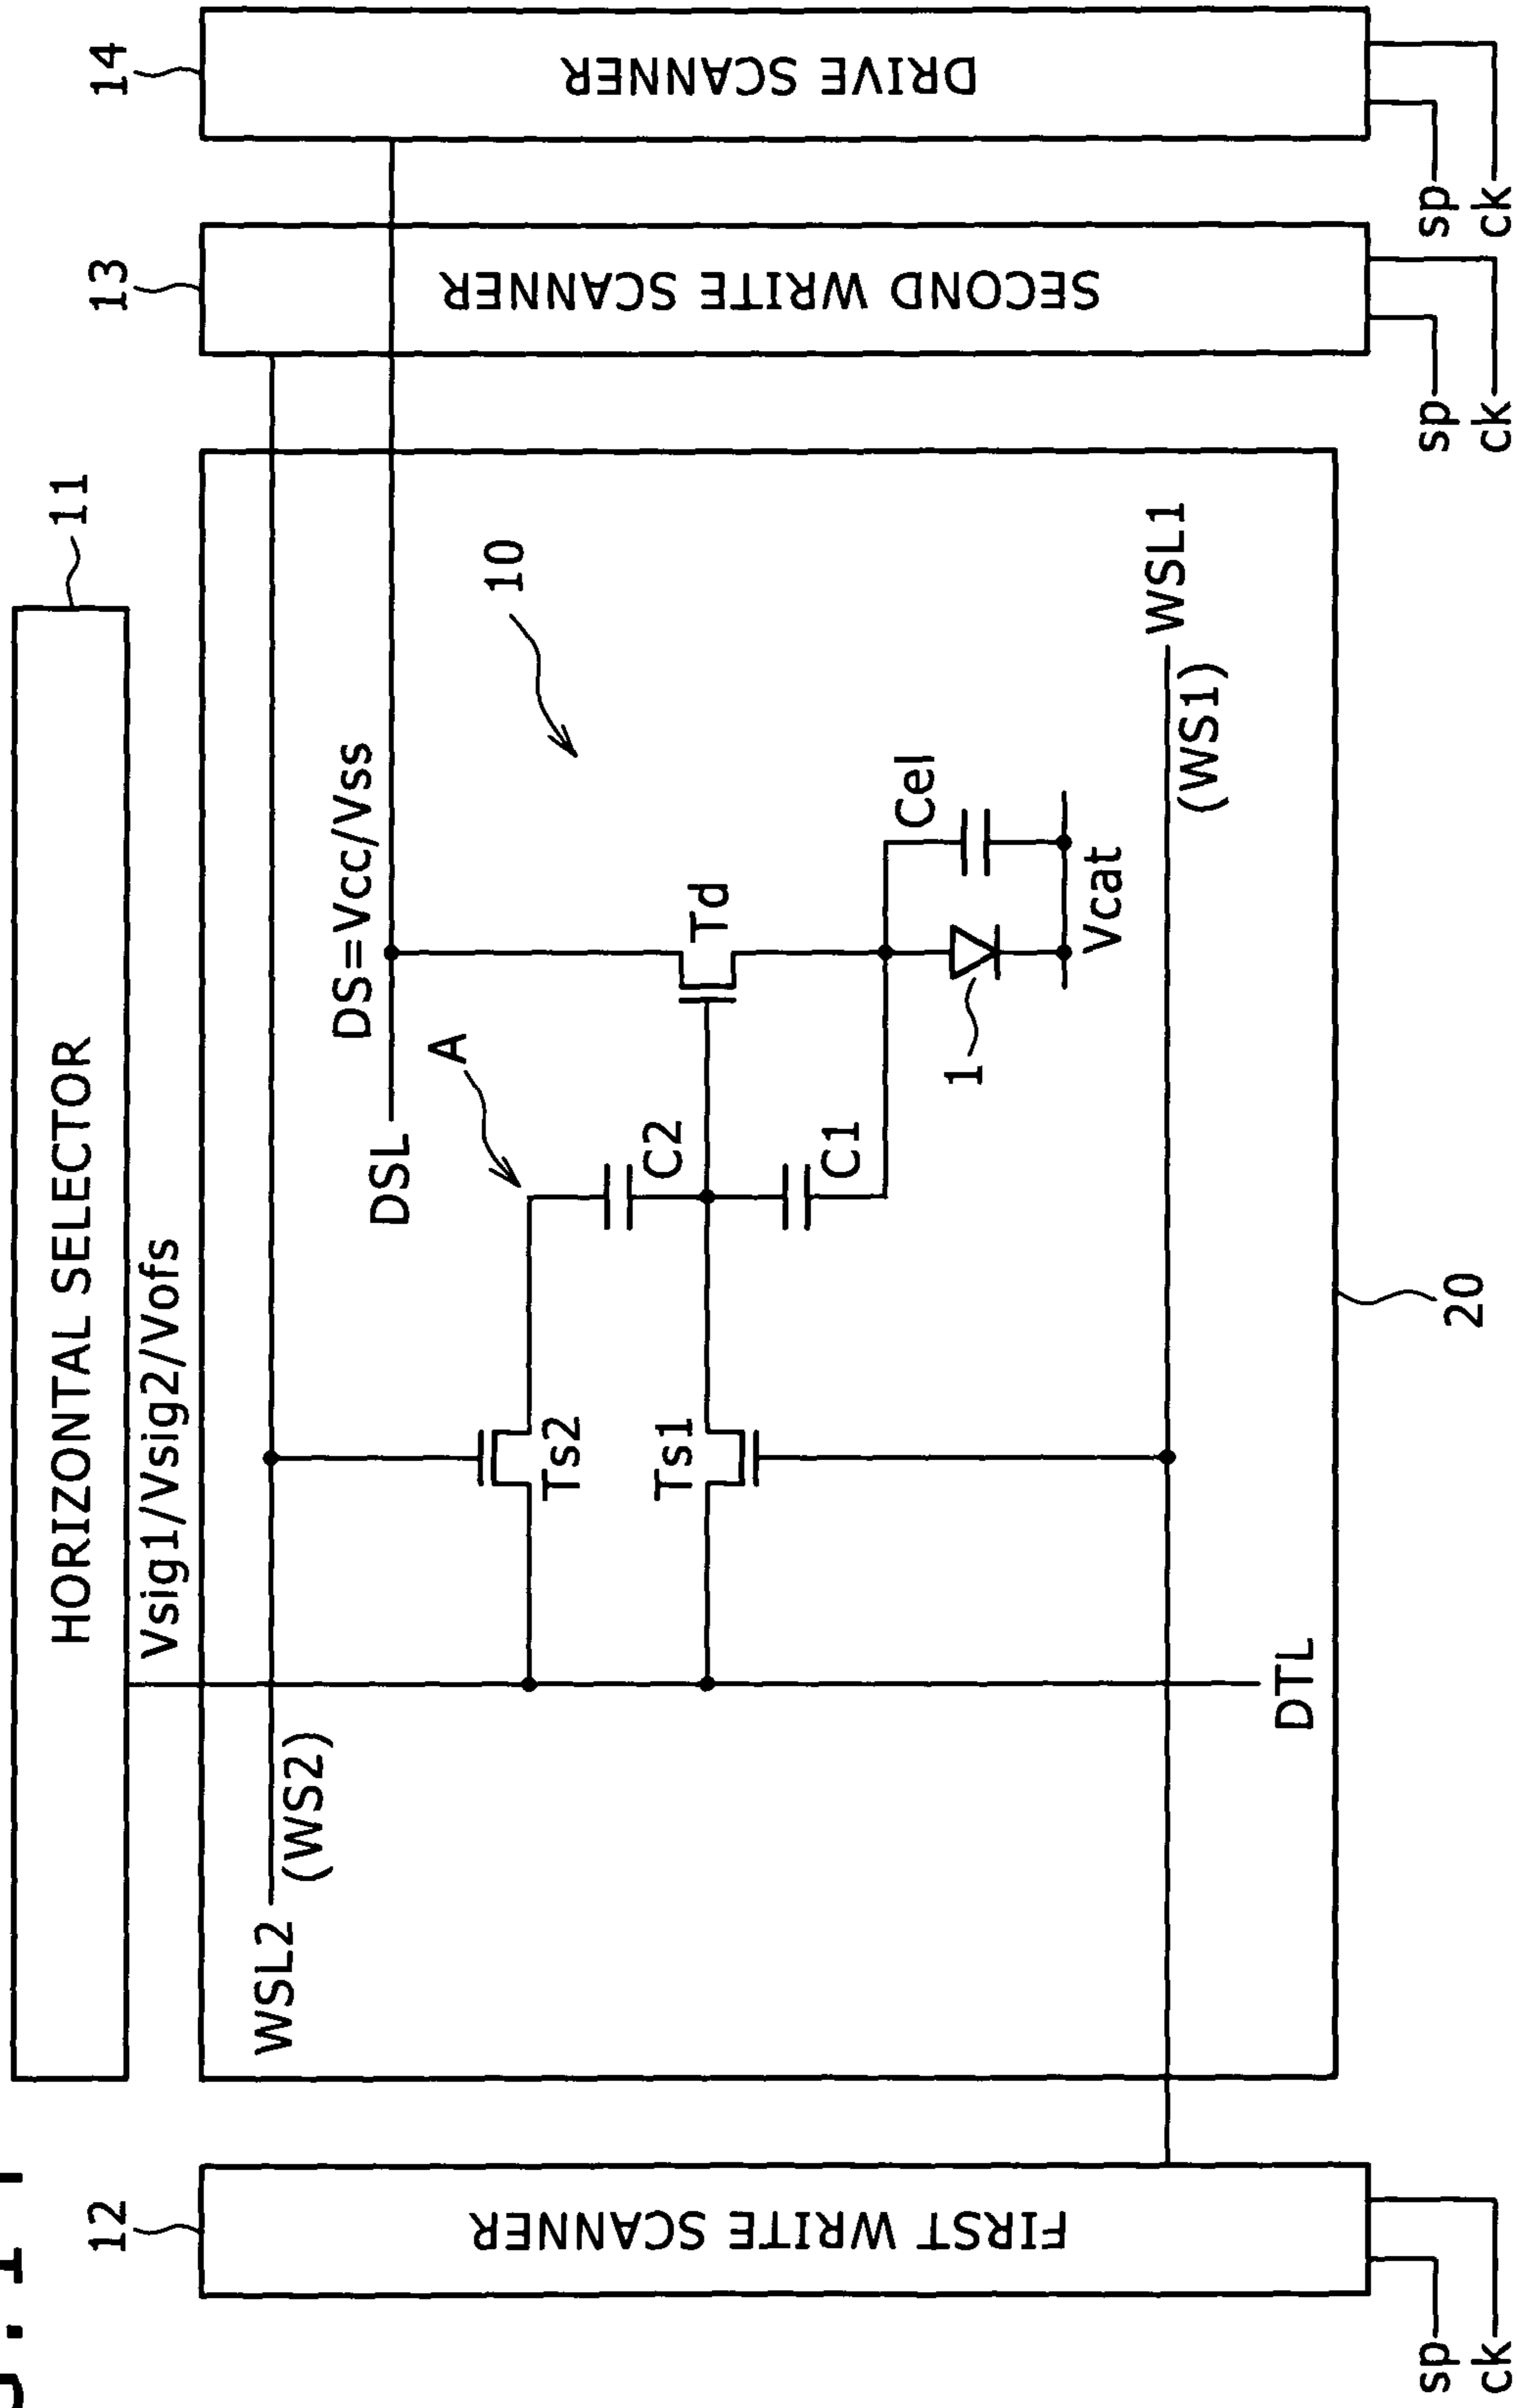 HORIZONTAL SELECTOR
11
12
13
14
Vsig1/Vsig2/Vofs
WSL2
(WS2)
DS=Vcc/Vss
DSL
A
10
Ts2
C2
Td
Ts1
C1
Cel
1
Vcat
WSL1
(WS1)
DTL
20
FIRST WRITE SCANNER
SECOND WRITE SCANNER
DRIVE SCANNER
sp
ck
sp
ck
sp
ck